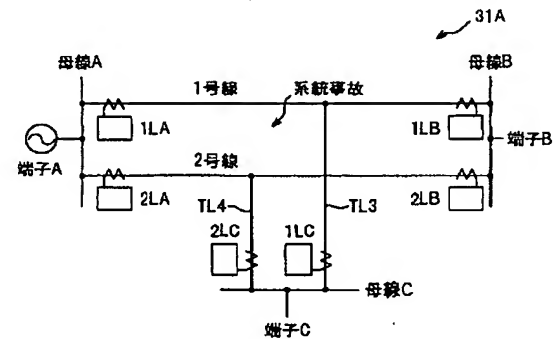 31A
母線A
母線B
1号線
系統事故
1LA
1LB
端子A
端子B
2号線
2LA
2LB
TL4
TL3
2LC
1LC
母線C
端子C